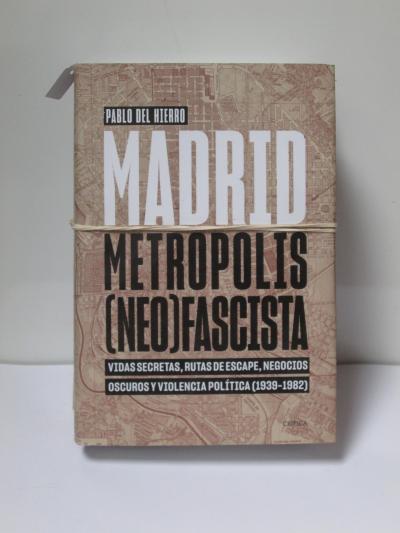 PABLO DEL HIERRO
MADRID
METROPOLIS
(NEO)FASCISTA
VIDAS SECRETAS, RUTAS DE ESCAPE, NEGOCIOS
OSCUROS Y VIOLENCIA POLÍTICA (1939-1982)
CRÍTICA